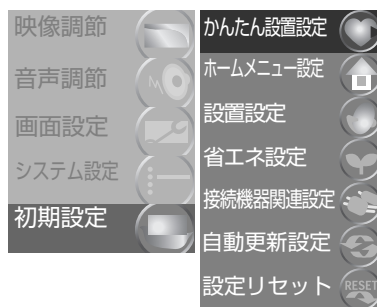 映像調節
音声調節
画面設定
システム設定
初期設定
かんたん設置設定
ホームメニュー設定
設置設定
省エネ設定
接続機器関連設定
自動更新設定
設定リセット
RESET